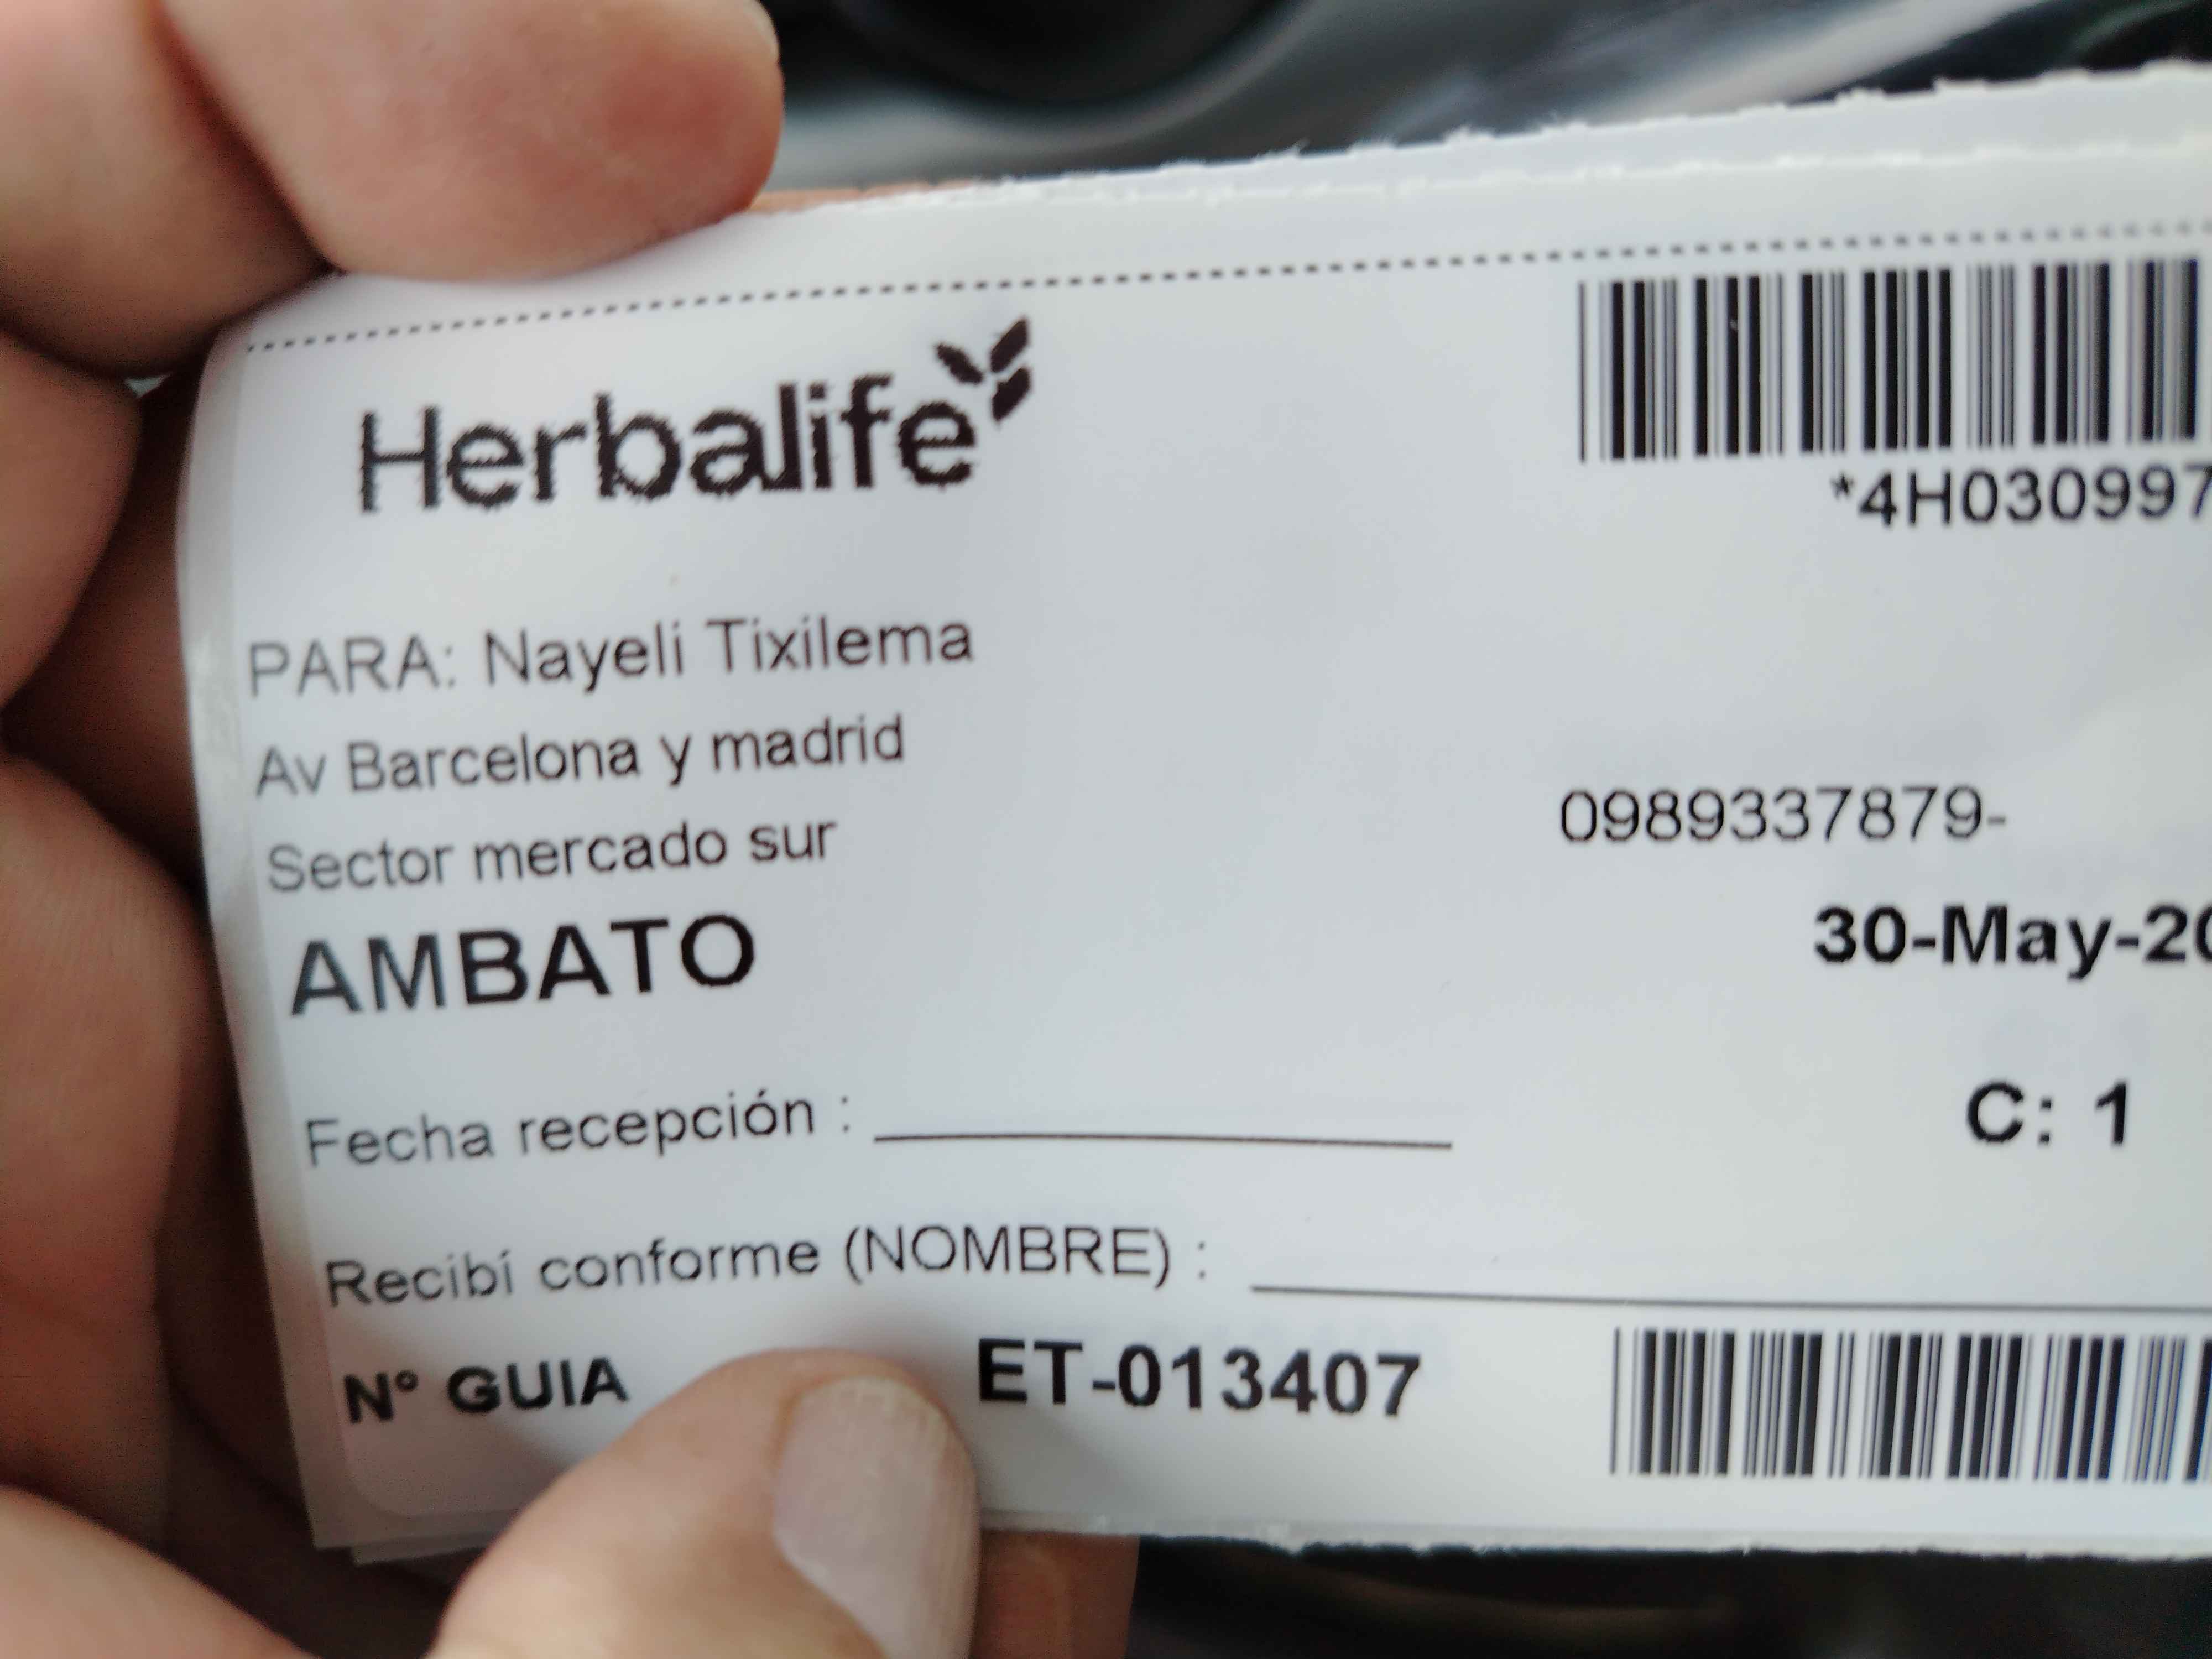 Herbalife
*4H030997
PARA: Nayeli Tixilema
Av Barcelona y madrid
Sector mercado sur
0989337879-
AMBATO
30-May-20
Fecha recepción :
C: 1
Recibí conforme (NOMBRE) :
N° GUIA ET-013407